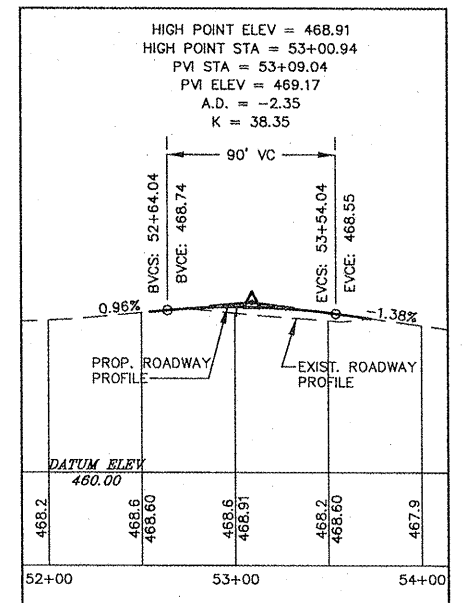 HIGH POINT ELEV = 468.91
HIGH POINT STA = 53+00.94
PVI STA = 53+09.04
PVI ELEV = 469.17
A.D. = -2.35
K = 38.35
90' VC
BVCS: 52+64.04
BVCE: 468.74
EVCS: 53+54.04
EVCE: 468.55
0.96%
-1.38%
PROP. ROADWAY
PROFILE
EXIST. ROADWAY
PROFILE
DATUM ELEV
460.00
468.2
468.6
468.60
468.6
468.91
468.2
468.60
467.9
52+00
53+00
54+00